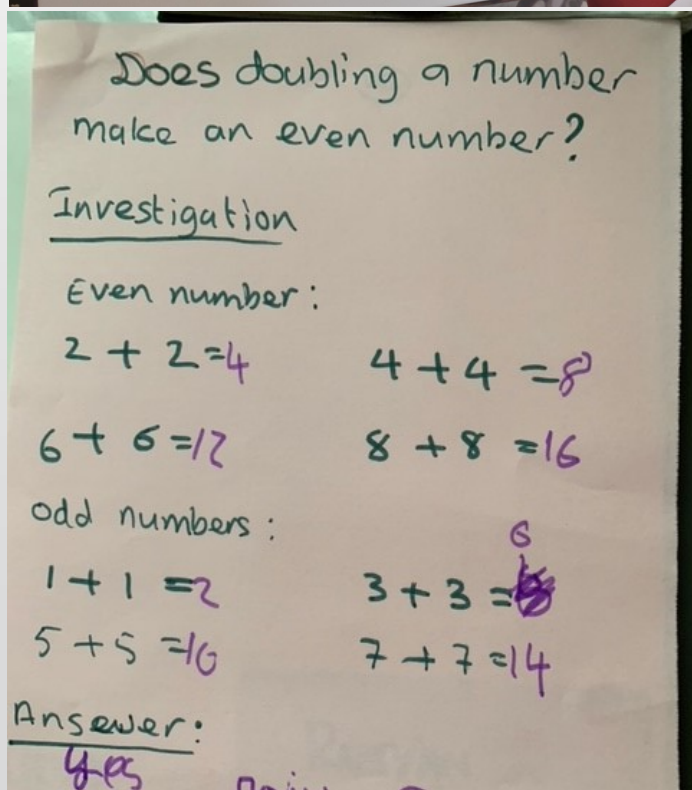 Does doubling a number
make an even number?
Investigation
Even number:
2 + 2 = 4 4 + 4 = 8
6 + 6 = 12 8 + 8 = 16
odd numbers:
6
1 + 1 = 2 3 + 3 =
5 + 5 = 10 7 + 7 = 14
Ansewer:
yes